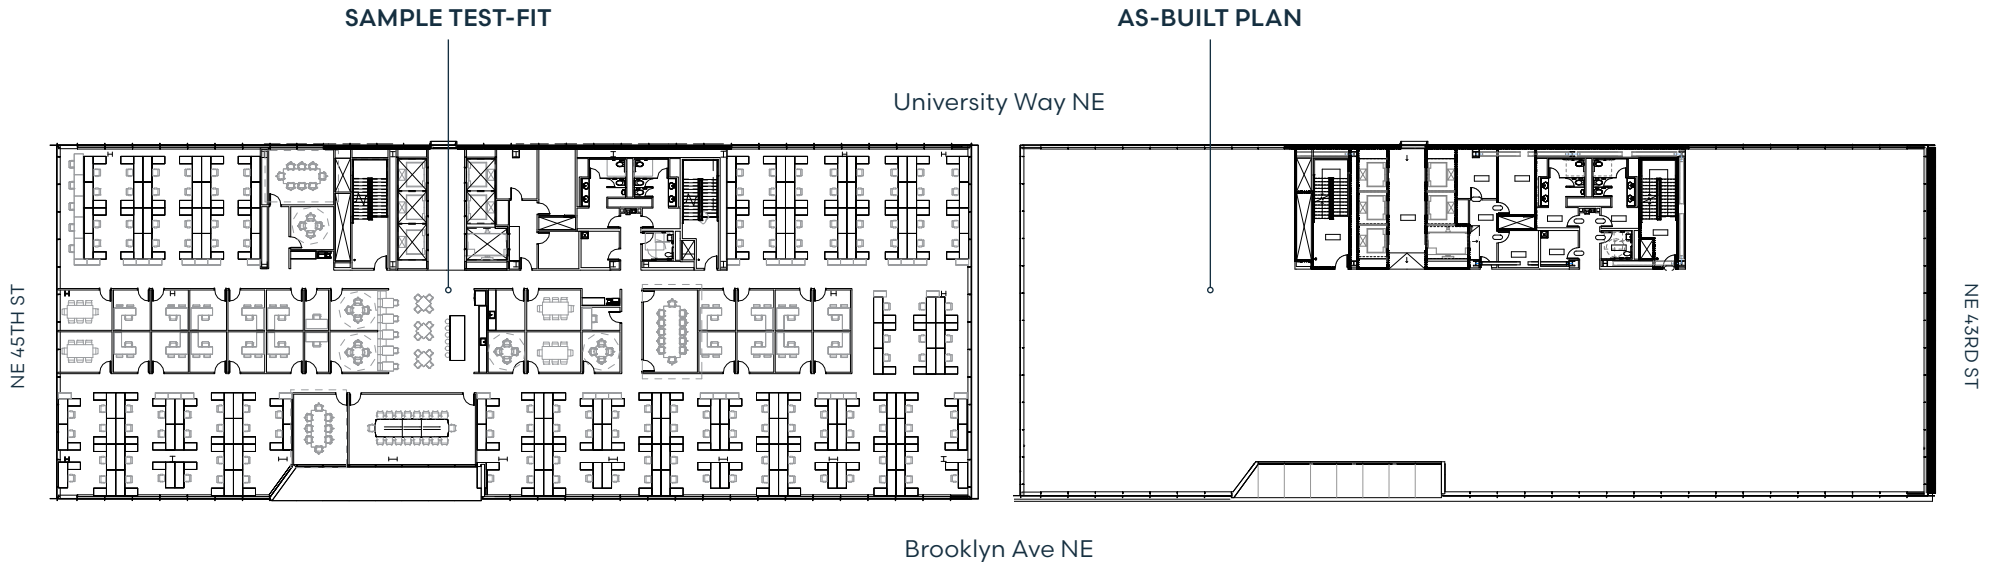 SAMPLE TEST-FIT
AS-BUILT PLAN
University Way NE
NE 45TH ST
NE 43RD ST
Brooklyn Ave NE